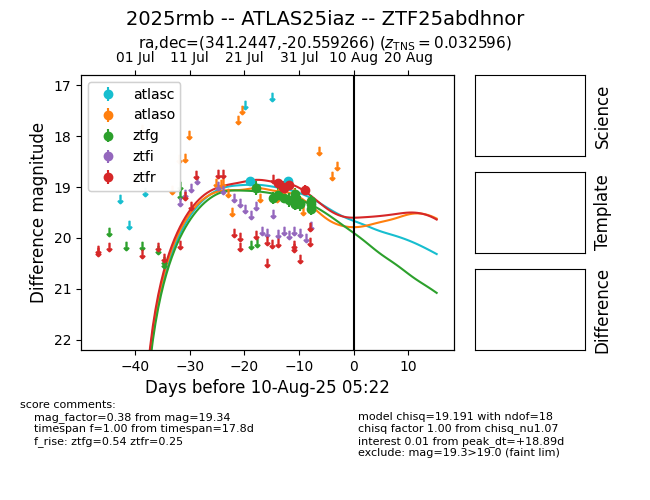 2025rmb -- ATLAS25iaz -- ZTF25abdhnor
ra,dec=(341.2447,-20.559266) (z_TNS = 0.032596)
01 Jul 11 Jul 21 Jul 31 Jul 10 Aug 20 Aug
17
18
19
20
21
22
Difference magnitude
atlasc
atlaso
ztfg
ztfi
ztfr
−40 −30 −20 −10 0 10
Days before 10-Aug-25 05:22
Science
Template
Difference
score comments:
mag_factor=0.38 from mag=19.34
timespan f=1.00 from timespan=17.8d
f_rise: ztfg=0.54 ztfr=0.25
model chisq=19.191 with ndof=18
chisq factor 1.00 from chisq_nu1.07
interest 0.01 from peak_dt=+18.89d
exclude: mag=19.3>19.0 (faint lim)